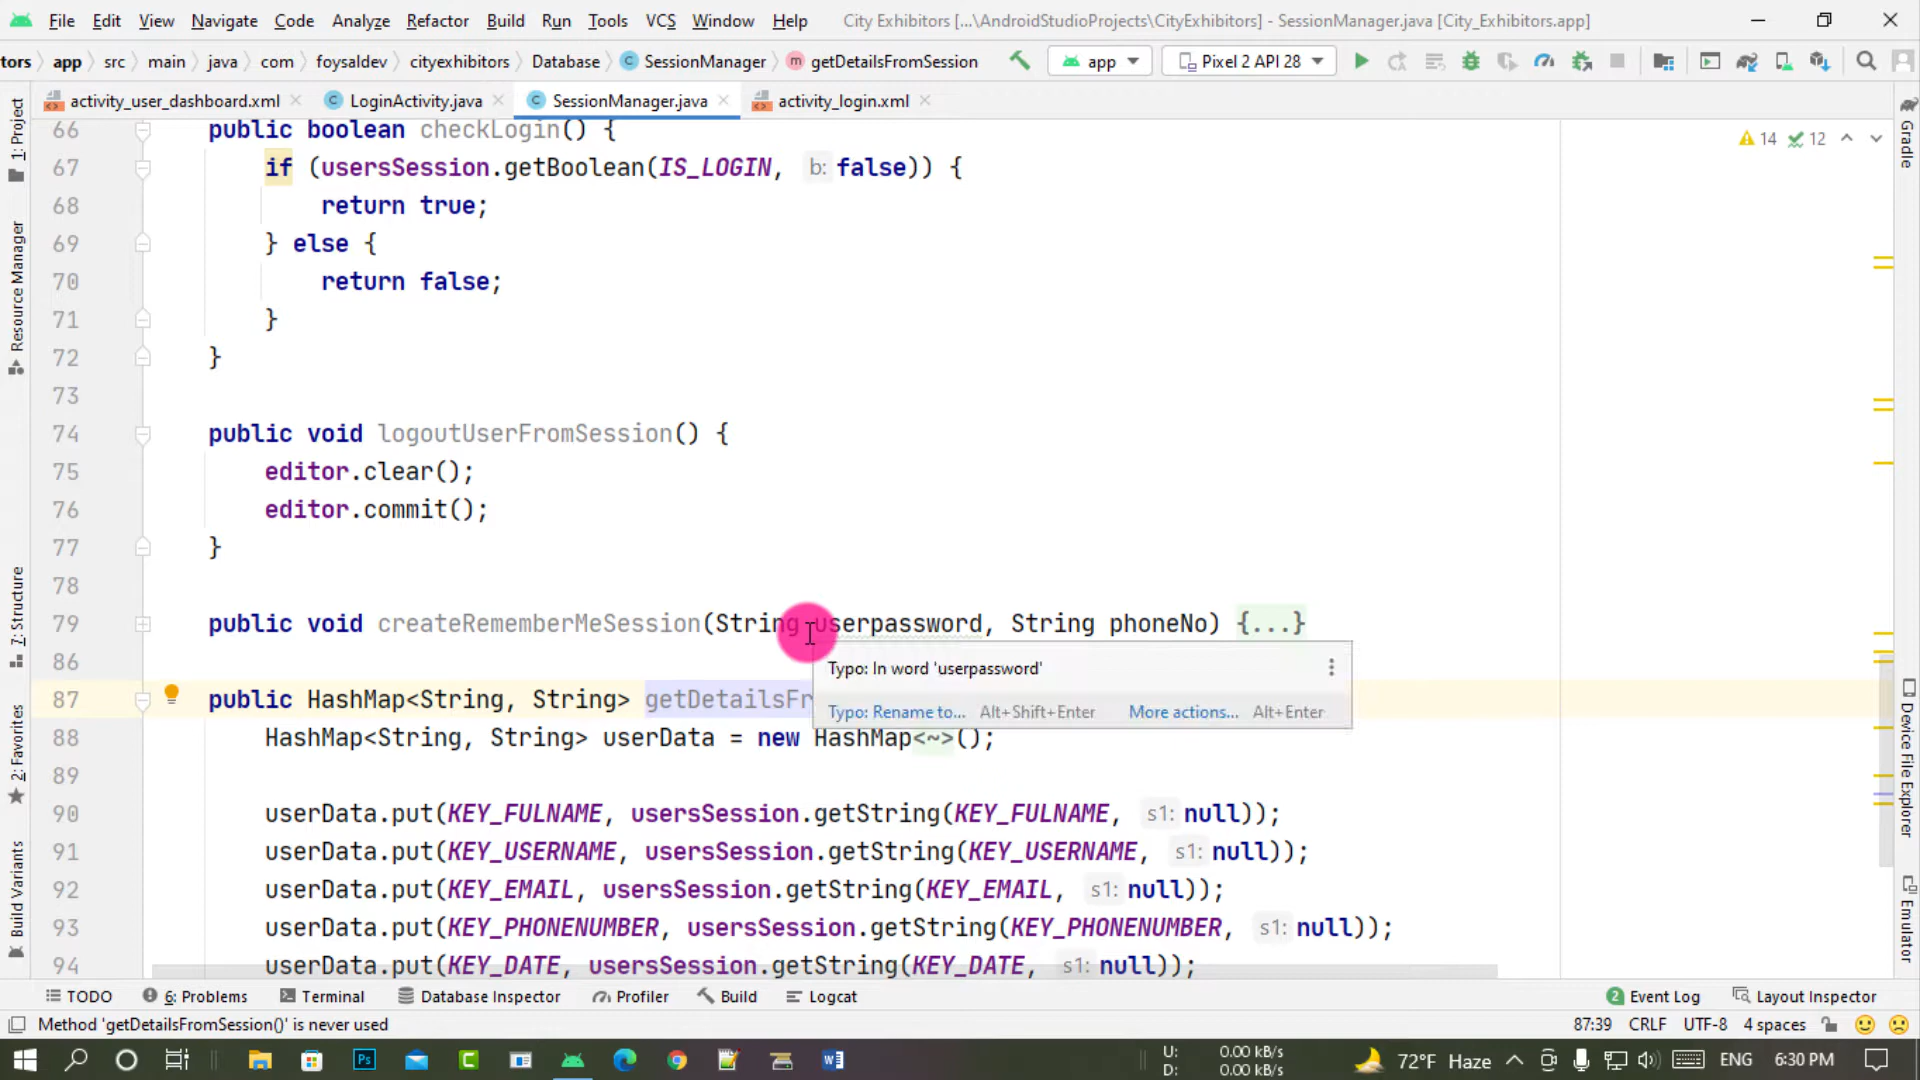 File Edit View Navigate Code Analyze Refactor Build Run Tools VCS Window Help City Exhibitors [...\AndroidStudioProjects\CityExhibitors] - SessionManager.java [City_Exhibitors.app]
tors app src main java com foysaldev cityexhibitors Database SessionManager getDetailsFromSession app Pixel 2 API 28
activity_user_dashboard.xml LoginActivity.java SessionManager.java activity_login.xml
66 public boolean checkLogin() {
14 12
67 if (usersSession.getBoolean(IS_LOGIN, b: false)) {
68 return true;
69 } else {
70 return false;
71 }
72 }
73
74 public void logoutUserFromSession() {
75 editor.clear();
76 editor.commit();
77 }
78
79 public void createRememberMeSession(String userpassword, String phoneNo) {...}
86
Typo: In word 'userpassword'
87 public HashMap<String, String> getDetailsFr
Typo: Rename to... Alt+Shift+Enter More actions... Alt+Enter
88 HashMap<String, String> userData = new HashMap<~>();
89
90 userData.put(KEY_FULNAME, usersSession.getString(KEY_FULNAME, s1: null));
91 userData.put(KEY_USERNAME, usersSession.getString(KEY_USERNAME, s1: null));
92 userData.put(KEY_EMAIL, usersSession.getString(KEY_EMAIL, s1: null));
93 userData.put(KEY_PHONENUMBER, usersSession.getString(KEY_PHONENUMBER, s1: null));
94 userData.put(KEY_DATE, usersSession.getString(KEY_DATE, s1: null));
1: Project
Resource Manager
7: Structure
2: Favorites
Build Variants
Gradle
Device File Explorer
Emulator
TODO 6: Problems Terminal Database Inspector Profiler Build Logcat 2 Event Log Layout Inspector
Method 'getDetailsFromSession()' is never used 87:39 CRLF UTF-8 4 spaces
U: 0.00 kB/s
D: 0.00 kB/s
72°F Haze ENG 6:30 PM